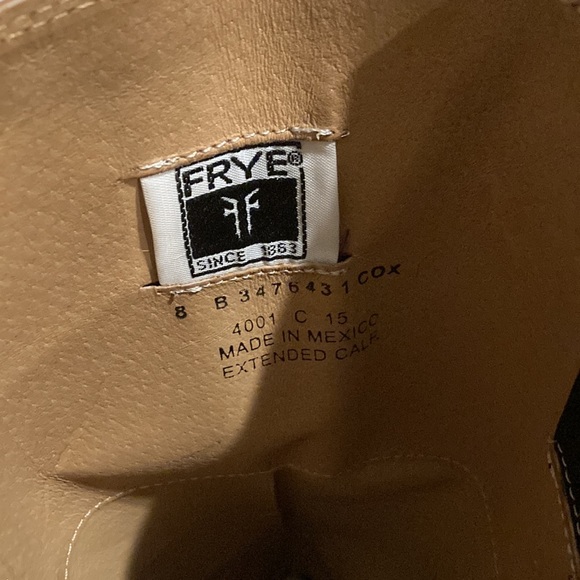 FRYE®
SINCE 1863
8 B 3476431 COX
4001 C 15
MADE IN MEXICO
EXTENDED CALF